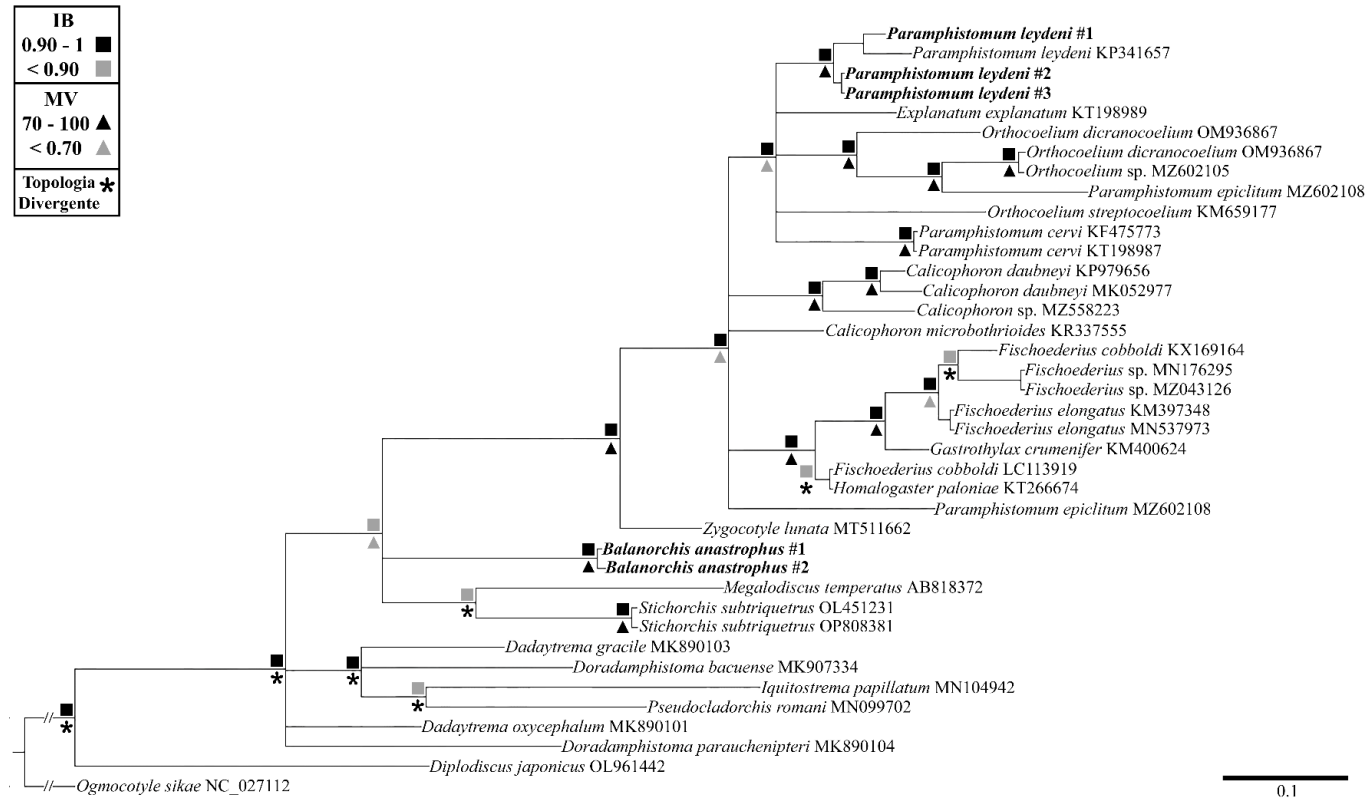 IB
0.90 - 1
< 0.90
MV
70 - 100
< 0.70
Topologia *
Divergente
Paramphistomum leydeni #1
Paramphistomum leydeni KP341657
Paramphistomum leydeni #2
Paramphistomum leydeni #3
Explanatum explanatum KT198989
Orthocoelium dicranocoelium OM936867
Orthocoelium dicranocoelium OM936867
Orthocoelium sp. MZ602105
Paramphistomum epiclitum MZ602108
Orthocoelium streptocoelium KM659177
Paramphistomum cervi KF475773
Paramphistomum cervi KT198987
Calicophoron daubneyi KP979656
Calicophoron daubneyi MK052977
Calicophoron sp. MZ558223
Calicophoron microbothrioides KR337555
Fischoederius cobboldi KX169164
Fischoederius sp. MN176295
Fischoederius sp. MZ043126
Fischoederius elongatus KM397348
Fischoederius elongatus MN537973
Gastrothylax crumenifer KM400624
Fischoederius cobboldi LC113919
Homalogaster paloniae KT266674
Paramphistomum epiclitum MZ602108
Zygocotyle lunata MT511662
Balanorchis anastrophus #1
Balanorchis anastrophus #2
Megalodiscus temperatus AB818372
Stichorchis subtriquetrus OL451231
Stichorchis subtriquetrus OP808381
Dadaytrema gracile MK890103
Doradamphistoma bacuense MK907334
Iquitostrema papillatum MN104942
Pseudocladorchis romani MN099702
Dadaytrema oxycephalum MK890101
Doradamphistoma parauchenipteri MK890104
Diplodiscus japonicus OL961442
Ogmocotyle sikae NC_027112
0.1